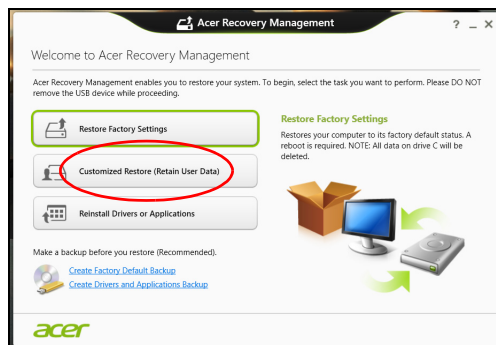 Acer Recovery Management
? _ X
Welcome to Acer Recovery Management
Acer Recovery Management enables you to restore your system. To begin, select the task you want to perform. Please DO NOT
remove the USB device while proceeding.
Restore Factory Settings
Customized Restore (Retain User Data)
Reinstall Drivers or Applications
Restore Factory Settings
Restores your computer to its factory default status. A
reboot is required. NOTE: All data on drive C will be
deleted.
Make a backup before you restore (Recommended).
Create Factory Default Backup
Create Drivers and Applications Backup
acer